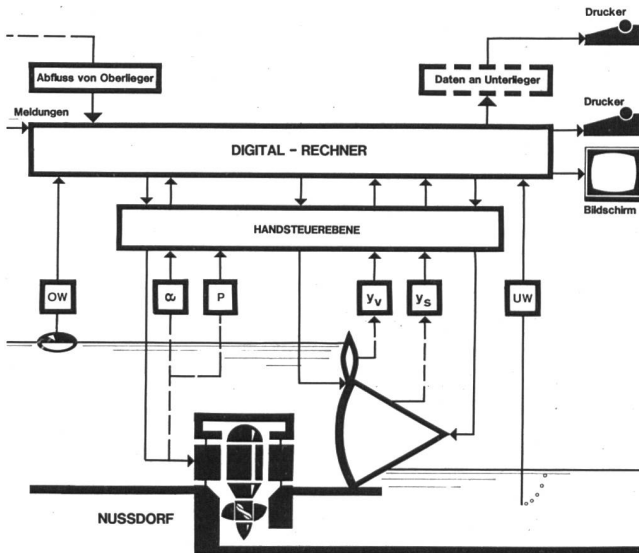 Drucker
Abfluss von Oberlieger
Daten an Unterlieger
Meldungen
Drucker
DIGITAL - RECHNER
Bildschirm
HANDSTEUEREBENE
OW
α
P
yv
ys
UW
NUSSDORF